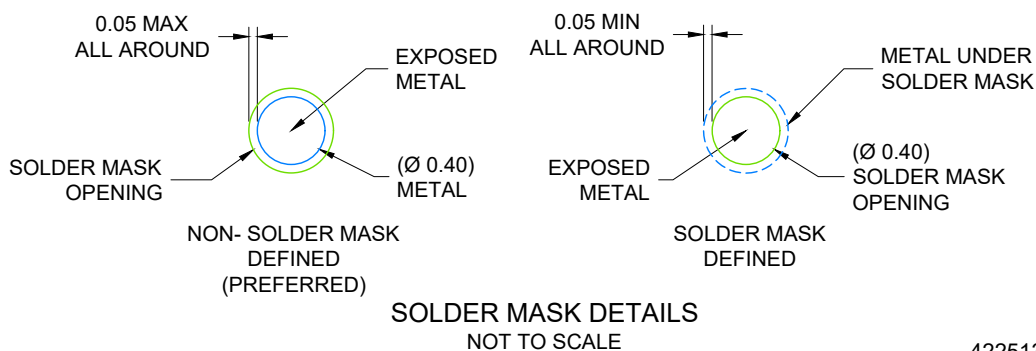 0.05 MAX
ALL AROUND
EXPOSED
METAL
SOLDER MASK
OPENING
(Ø 0.40)
METAL
NON- SOLDER MASK
DEFINED
(PREFERRED)
0.05 MIN
ALL AROUND
METAL UNDER
SOLDER MASK
EXPOSED
METAL
(Ø 0.40)
SOLDER MASK
OPENING
SOLDER MASK
DEFINED
SOLDER MASK DETAILS
NOT TO SCALE